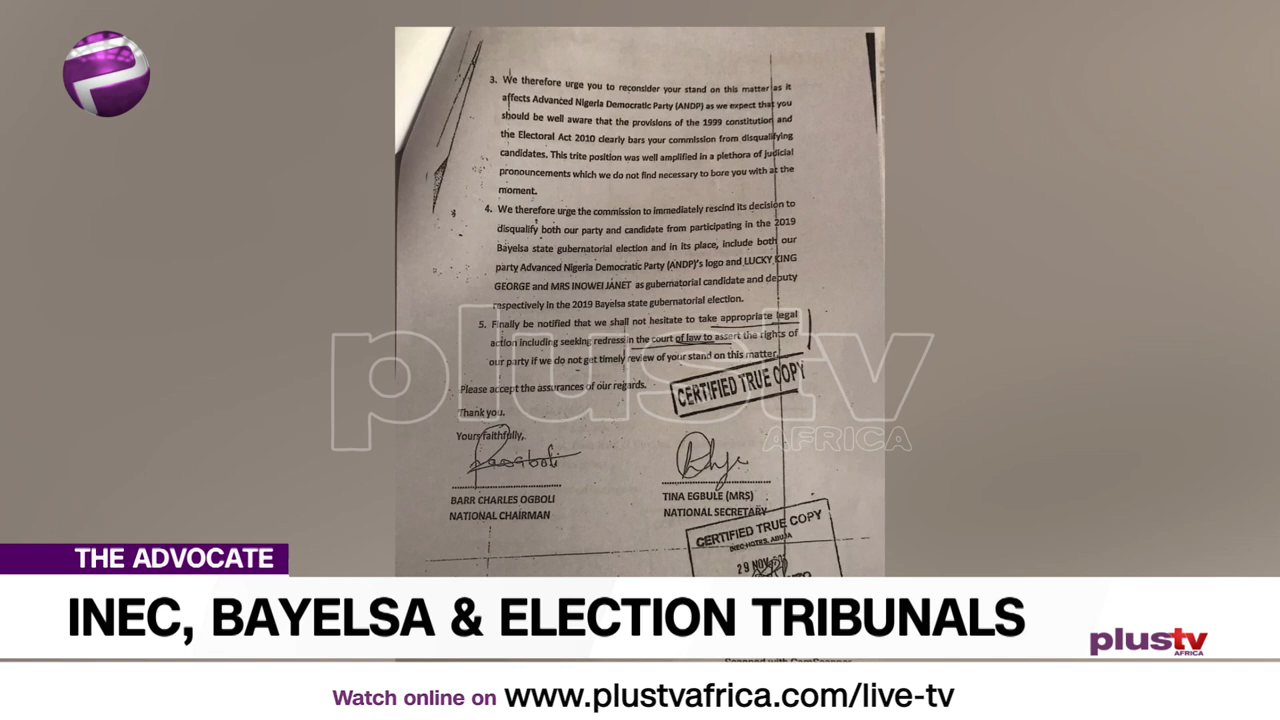 3. We therefore urge you to reconsider your stand on this matter as it
affects Advanced Nigeria Democratic Party (ANDP) as we expect that you
should be well aware that the provisions of the 1999 constitution and
the Electoral Act 2010 clearly bars your commission from disqualifying
candidates. This trite position was well amplified in a plethora of judicial
pronouncements which we do not find necessary to bore you with at the
moment.
4. We therefore urge the commission to immediately rescind its decision to
disqualify both our party and candidate from participating in the 2019
Bayelsa state gubernatorial election and in its place, include both our
party Advanced Nigeria Democratic Party (ANDP)'s logo and LUCKY KING
GEORGE and MRS INOWEI JANET as gubernatorial candidate and deputy
respectively in the 2019 Bayelsa state gubernatorial election.
5. Finally be notified that we shall not hesitate to take appropriate legal
action including seeking redress in the court of law to assert the rights of
our party if we do not get timely review of your stand on this matter.
Please accept the assurances of our regards.
CERTIFIED TRUE COPY
Thank you.
Yours faithfully,
plustv
AFRICA
BARR CHARLES OGBOLI
NATIONAL CHAIRMAN
TINA EGBULE (MRS)
NATIONAL SECRETARY
CERTIFIED TRUE COPY
INEC HQTRS, ABUJA
29 NOV
THE ADVOCATE
INEC, BAYELSA & ELECTION TRIBUNALS
plustv
AFRICA
Watch online on www.plustvafrica.com/live-tv